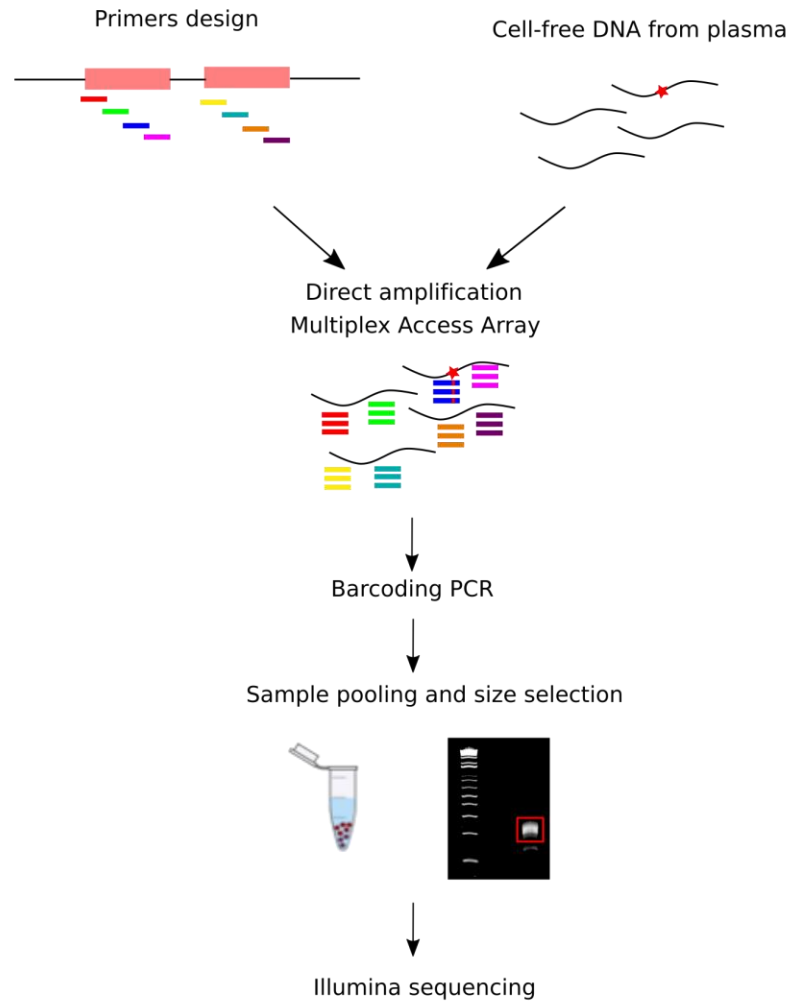 Primers design
Cell-free DNA from plasma
Direct amplification
Multiplex Access Array
Barcoding PCR
Sample pooling and size selection
Illumina sequencing